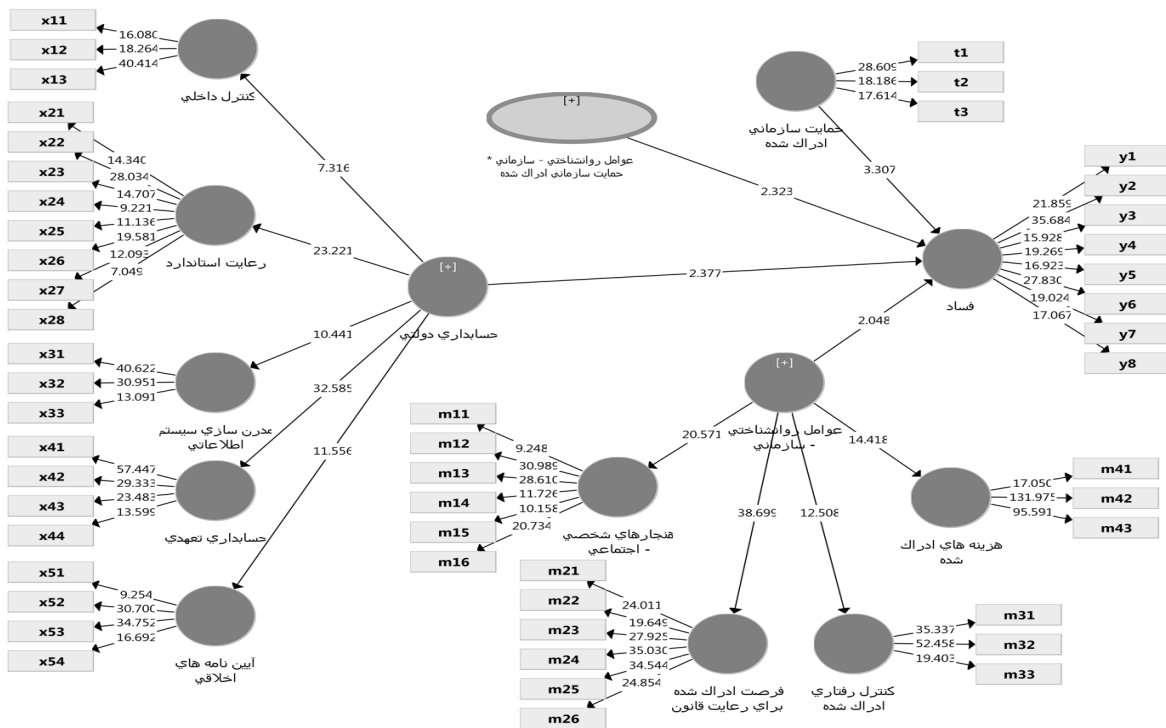 x11
x12
x13
16.080
18.264
40.414
كنترل داخلي
x21
x22
x23
x24
x25
x26
x27
x28
14.340
28.034
14.707
9.221
11.136
19.581
12.093
7.049
رعايت استاندارد
x31
x32
x33
40.622
30.951
13.091
مدرن سازي سيستم
اطلاعاتي
x41
x42
x43
x44
57.447
29.333
23.483
13.599
حسابداري تعهدي
x51
x52
x53
x54
9.254
30.700
34.752
16.692
آيين نامه هاي
اخلاقي
7.316
23.221
10.441
32.585
11.556
[+]
حسابداري دولتي
[+]
عوامل روانشناختي - سازماني *
حمايت سازماني ادراك شده
2.323
2.377
t1
t2
t3
28.609
18.186
17.614
حمايت سازماني
ادراك شده
3.307
y1
y2
y3
y4
y5
y6
y7
y8
21.859
35.684
15.928
19.269
16.923
27.830
19.024
17.067
فساد
2.048
[+]
عوامل روانشناختي
- سازماني
20.571
38.699
12.508
14.418
m11
m12
m13
m14
m15
m16
9.248
30.989
28.610
11.726
10.158
20.734
هنجارهاي شخصي
- اجتماعي
m21
m22
m23
m24
m25
m26
24.011
19.649
27.925
35.030
34.544
24.854
فرصت ادراك شده
براي رعايت قانون
m31
m32
m33
35.337
52.458
19.403
كنترل رفتاري
ادراك شده
m41
m42
m43
17.050
131.975
95.591
هزينه هاي ادراك
شده